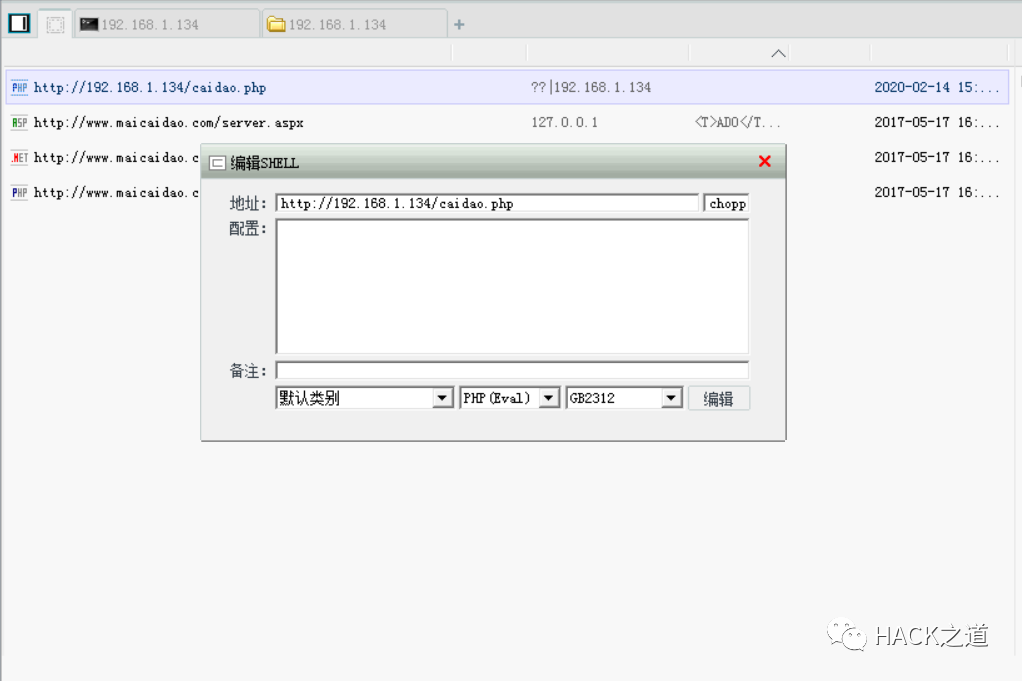 192.168.1.134 192.168.1.134 +
PHP http://192.168.1.134/caidao.php ??|192.168.1.134 2020-02-14 15:...
ASP http://www.maicaidao.com/server.aspx 127.0.0.1 <T>ADO</T... 2017-05-17 16:...
.NET http://www.maicaidao.c 2017-05-17 16:...
PHP http://www.maicaidao.c 2017-05-17 16:...
编辑SHELL
地址: http://192.168.1.134/caidao.php chopp
配置:
备注:
默认类别 PHP(Eval) GB2312 编辑
HACK之道